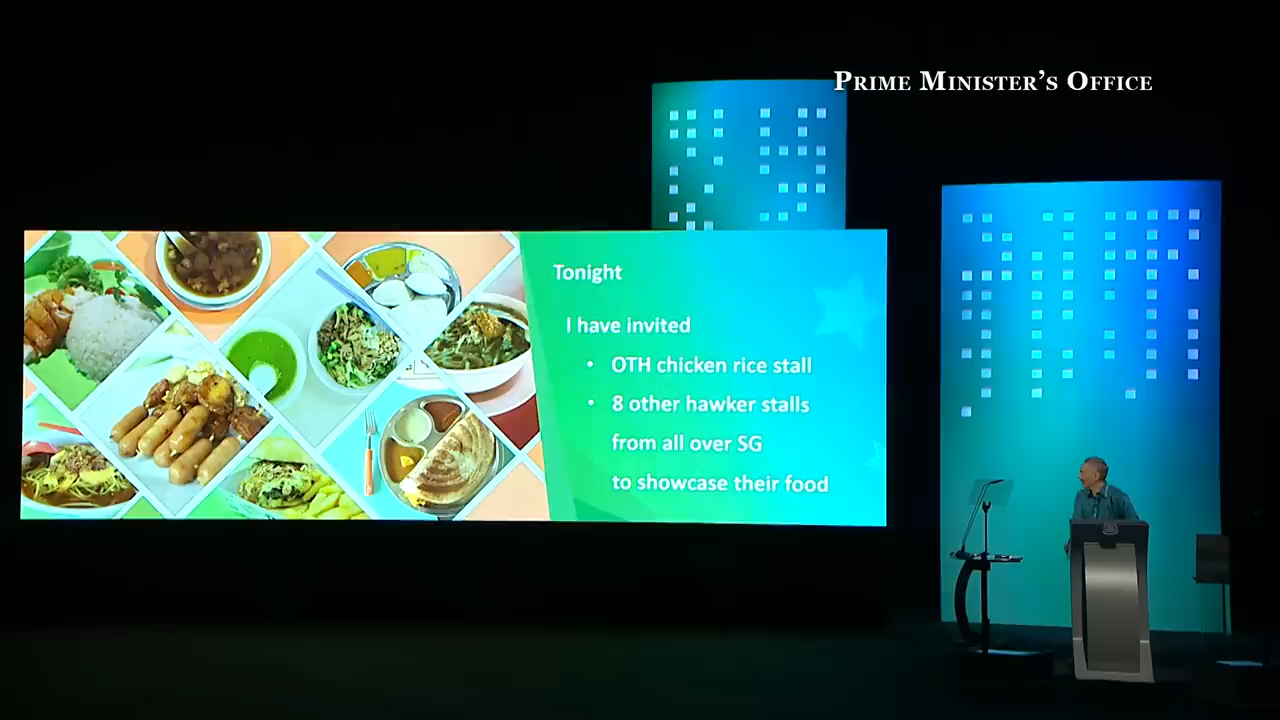 PRIME MINISTER'S OFFICE
Tonight
I have invited
• OTH chicken rice stall
• 8 other hawker stalls
from all over SG
to showcase their food